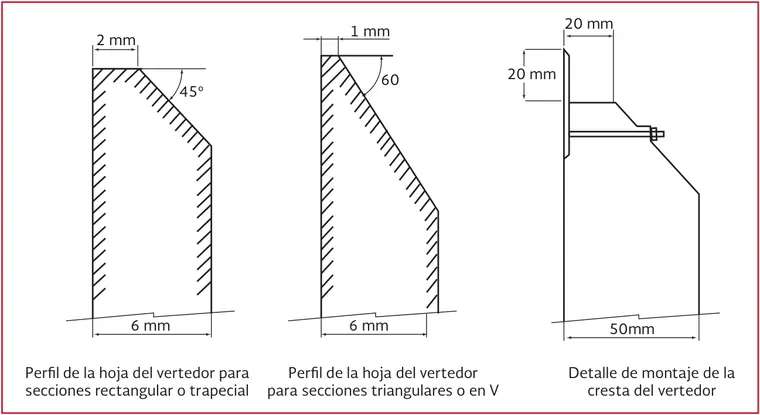 2 mm
45º
6 mm
Perfil de la hoja del vertedor para
secciones rectangular o trapecial
1 mm
60
6 mm
Perfil de la hoja del vertedor
para secciones triangulares o en V
20 mm
20 mm
50mm
Detalle de montaje de la
cresta del vertedor